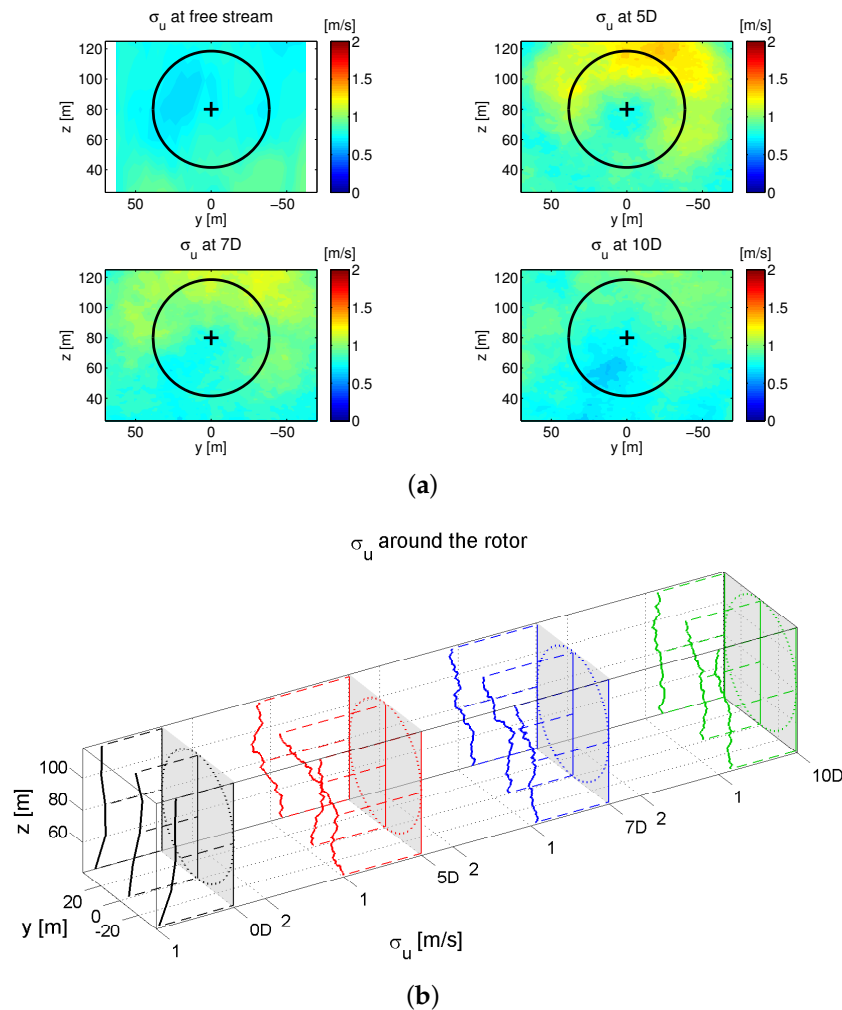 σu at free stream
[m/s]
120
100
80
60
40
z [m]
50
0
−50
y [m]
2
1.5
1
0.5
0
σu at 5D
[m/s]
120
100
80
60
40
z [m]
50
0
−50
y [m]
2
1.5
1
0.5
0
σu at 7D
[m/s]
120
100
80
60
40
z [m]
50
0
−50
y [m]
2
1.5
1
0.5
0
σu at 10D
[m/s]
120
100
80
60
40
z [m]
50
0
−50
y [m]
2
1.5
1
0.5
0
(a)
σu around the rotor
100
80
60
z [m]
20
0
-20
y [m]
1
0D
2
1
5D
2
1
7D
2
1
10D
σu [m/s]
(b)